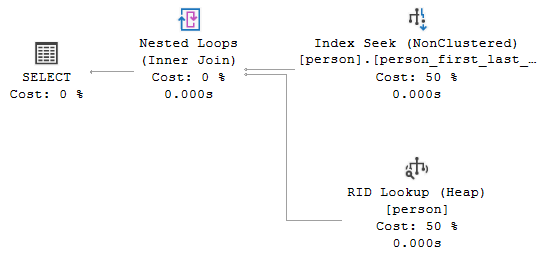 SELECT
Cost: 0 %
Nested Loops
(Inner Join)
Cost: 0 %
0.000s
Index Seek (NonClustered)
[person].[person_first_last_…
Cost: 50 %
0.000s
RID Lookup (Heap)
[person]
Cost: 50 %
0.000s